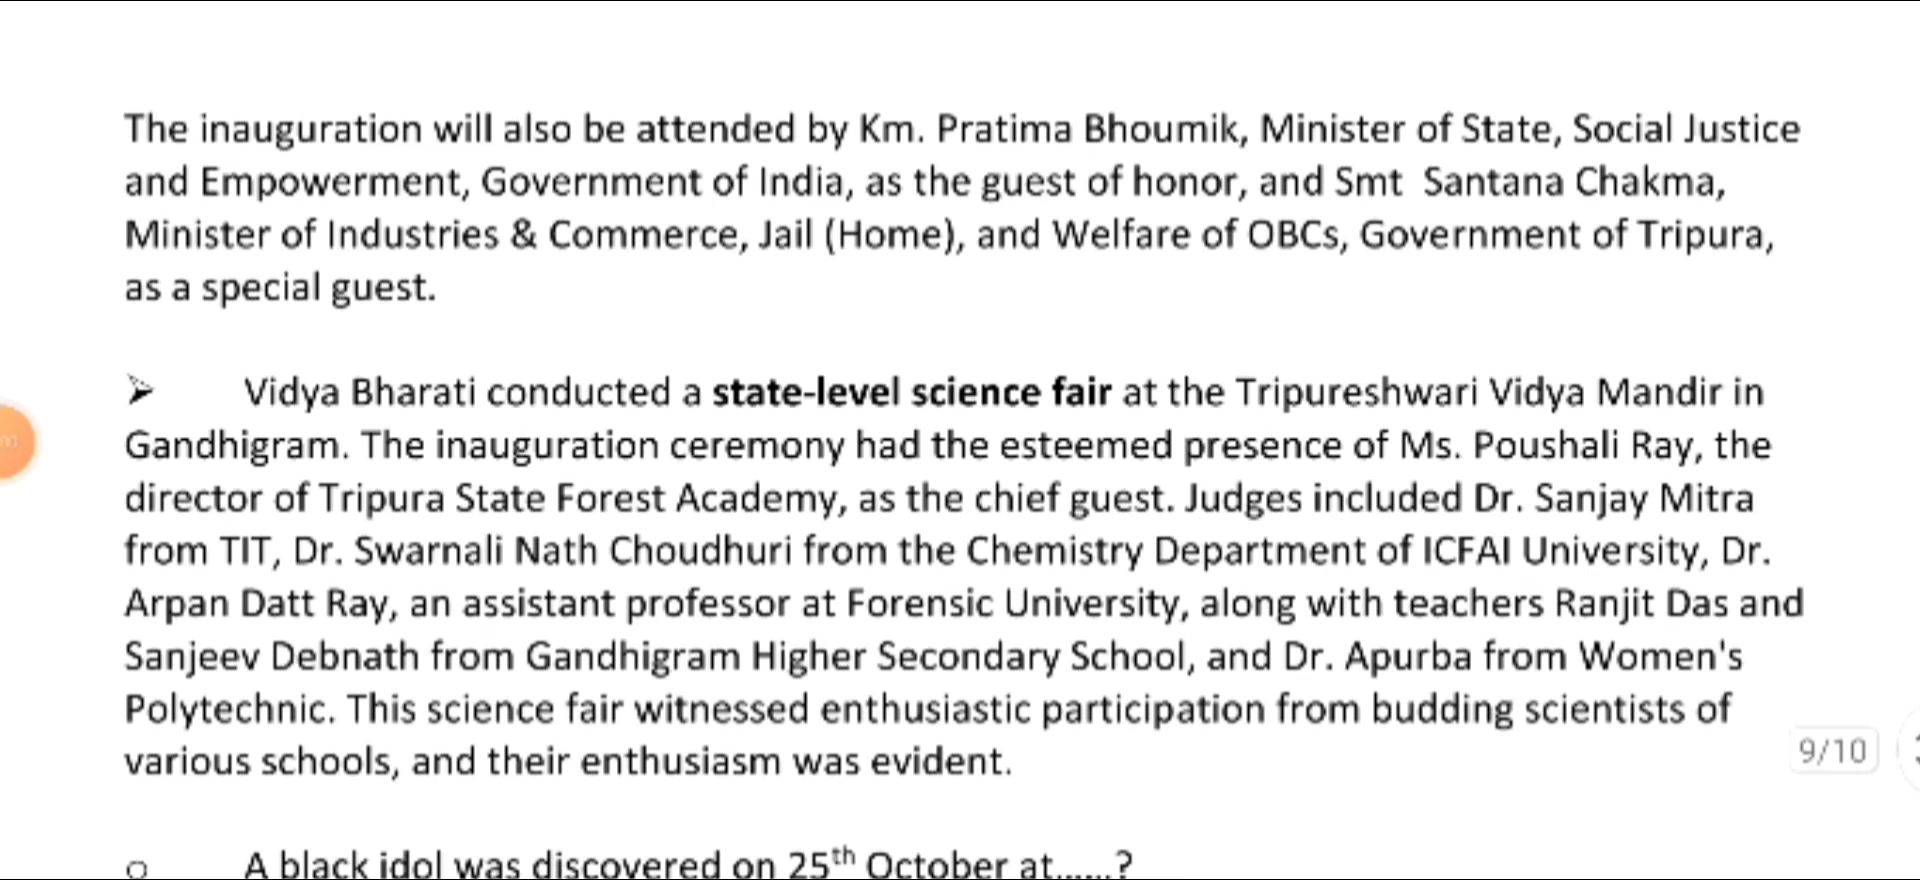 The inauguration will also be attended by Km. Pratima Bhoumik, Minister of State, Social Justice
and Empowerment, Government of India, as the guest of honor, and Smt Santana Chakma,
Minister of Industries & Commerce, Jail (Home), and Welfare of OBCs, Government of Tripura,
as a special guest.
➢ Vidya Bharati conducted a state-level science fair at the Tripureshwari Vidya Mandir in
Gandhigram. The inauguration ceremony had the esteemed presence of Ms. Poushali Ray, the
director of Tripura State Forest Academy, as the chief guest. Judges included Dr. Sanjay Mitra
from TIT, Dr. Swarnali Nath Choudhuri from the Chemistry Department of ICFAI University, Dr.
Arpan Datt Ray, an assistant professor at Forensic University, along with teachers Ranjit Das and
Sanjeev Debnath from Gandhigram Higher Secondary School, and Dr. Apurba from Women's
Polytechnic. This science fair witnessed enthusiastic participation from budding scientists of
various schools, and their enthusiasm was evident.
9/10
o A black idol was discovered on 25th October at......?